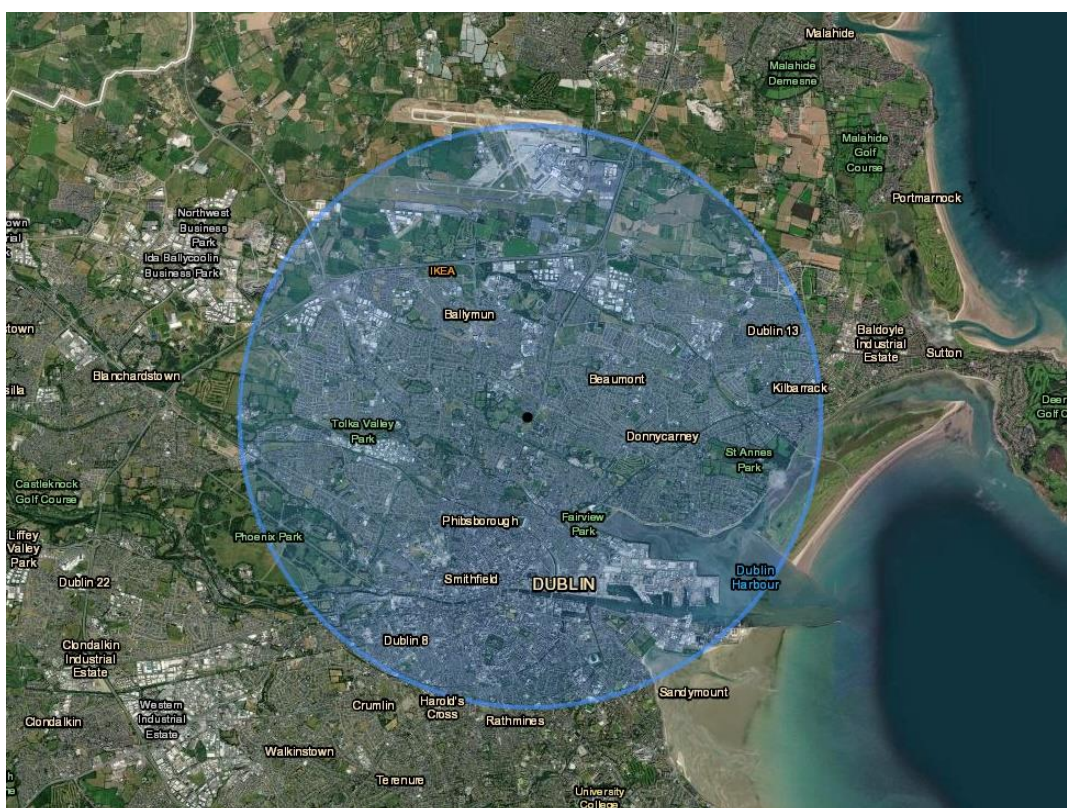 Malahide
Malahide
Demesne
Malahide
Golf
Course
Portmarnock
Northwest
Business
Park
Ida Ballycoolin
Business Park
IKEA
Ballymun
Dublin 13
Baldoyle
Industrial
Estate
Sutton
Blanchardstown
Beaumont
Kilbarrack
Tolka Valley
Park
Donnycarney
St Annes
Park
Castleknock
Golf Course
Phibsborough
Fairview
Park
Phoenix Park
Liffey
Valley
Park
Dublin 22
Smithfield
DUBLIN
Dublin
Harbour
Dublin 8
Clondalkin
Industrial
Estate
Sandymount
Crumlin
Harold's
Cross
Rathmines
Clondalkin
Western
Industrial
Estate
Walkinstown
Terenure
University
College